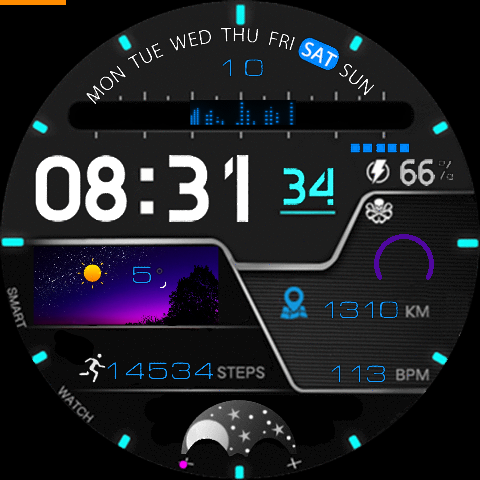 MON TUE WED THU FRI SAT SUN
10
08:31 34
66 %
5°
1310 KM
14534 STEPS
113 BPM
SMART
WATCH